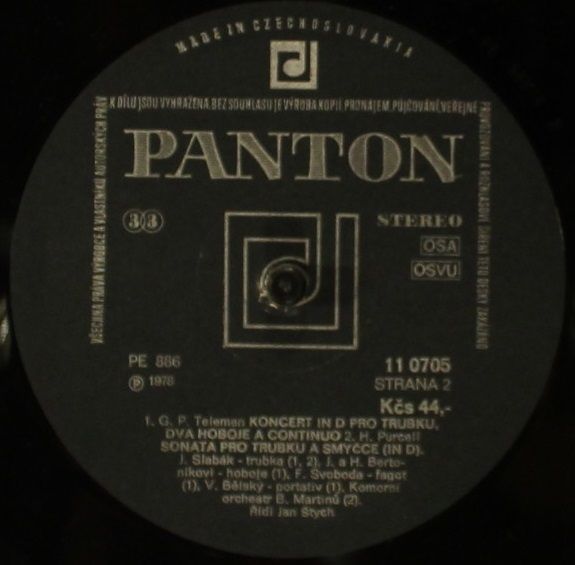 MADE IN CZECHOSLOVAKIA
VŠECHNA PRÁVA VÝROBCE A VLASTNÍKŮ AUTORSKÝCH PRÁV
K DÍLU JSOU VYHRAŽENA. BEZ SOUHLASU JE VÝROBA KOPIÍ, PRONÁJEM, PŮJČOVÁNÍ, VEŘEJNÉ
PROVOZOVÁNÍ A ROZHLASOVÉ ŠÍŘENÍ TÉTO DESKY ZAKÁZÁNO
PANTON
33 STEREO
OSA
OSVU
PE 886 11 0705
Ⓟ 1978 STRANA 2
Kčs 44,-
1. G. P. Teleman KONCERT IN D PRO TRUBKU,
DVA HOBOJE A CONTINUO 2. H. Purcell
SONATA PRO TRUBKU A SMYČCE (IN D).
J. Slabák - trubka (1, 2), J. a H. Berto-
níkovi - hoboje (1), F. Svoboda - fagot
(1), V. Bělský - portativ (1), Komorní
orchestr B. Martinů (2).
Řídí Jan Štych